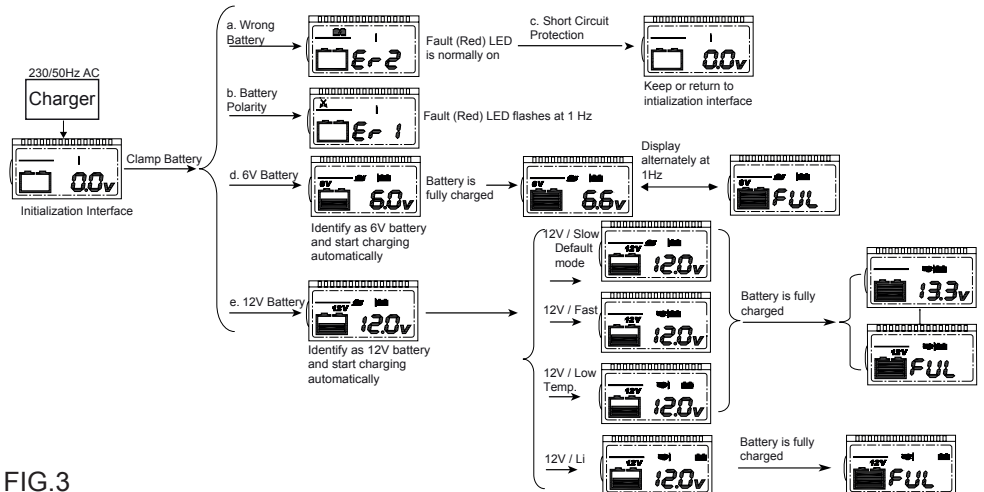 230/50Hz AC
Charger
0.0v
Initialization Interface
Clamp Battery
a. Wrong
Battery
Er2
Fault (Red) LED
is normally on
c. Short Circuit
Protection
0.0v
Keep or return to
intialization interface
b. Battery
Polarity
Er 1
Fault (Red) LED flashes at 1 Hz
d. 6V Battery
6V
6.0v
Identify as 6V battery
and start charging
automatically
Battery is
fully charged
6V
6.6v
Display
alternately at
1Hz
6V
FUL
e. 12V Battery
12V
12.0v
Identify as 12V battery
and start charging
automatically
12V / Slow
Default
mode
12V
12.0v
12V / Fast
12V
12.0v
12V / Low
Temp.
12V
12.0v
Battery is fully
charged
13.3v
12V
FUL
12V / Li
12V
12.0v
Battery is fully
charged
12V
FUL
FIG.3